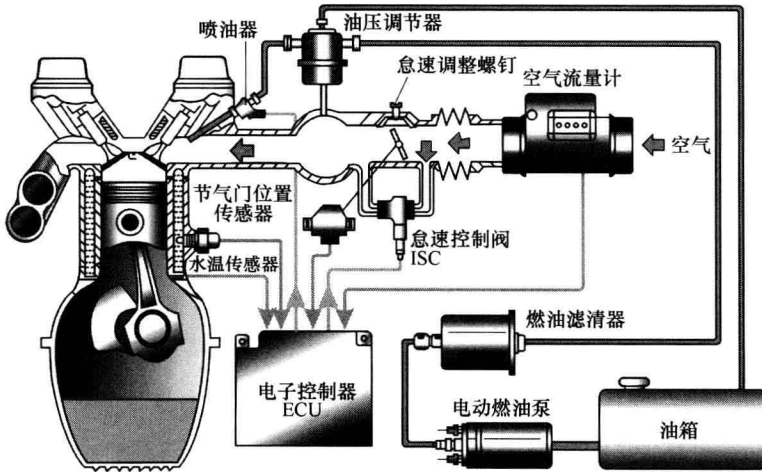 油压调节器
喷油器
怠速调整螺钉
空气流量计
空气
节气门位置
传感器
怠速控制阀
ISC
水温传感器
燃油滤清器
电子控制器
ECU
电动燃油泵
油箱